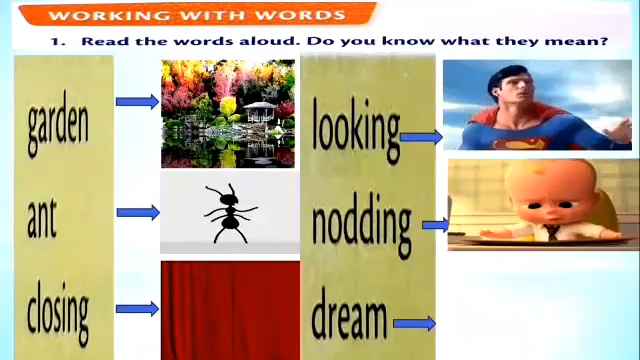 WORKING WITH WORDS
1. Read the words aloud. Do you know what they mean?
garden
ant
closing
looking
nodding
dream